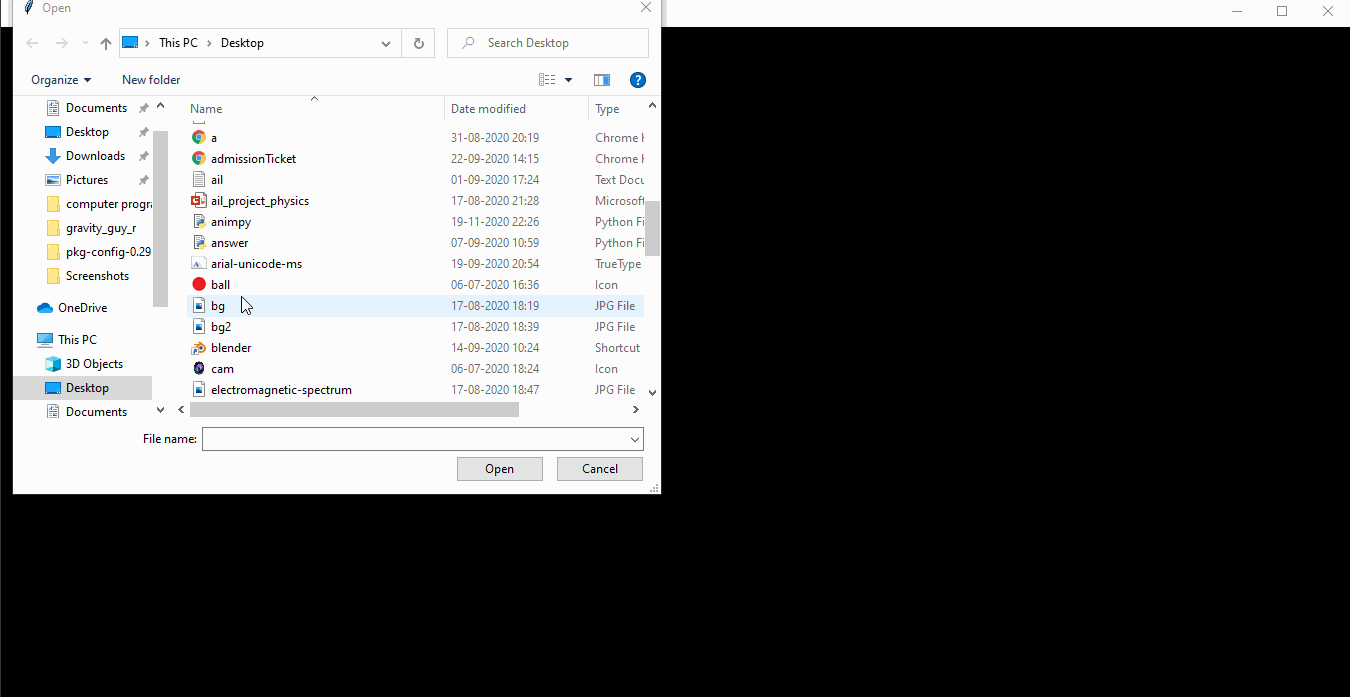 Open
This PC > Desktop
Search Desktop
Organize
New folder
?
Documents
Desktop
Downloads
Pictures
computer progra
gravity_guy_r
pkg-config-0.29
Screenshots
OneDrive
This PC
3D Objects
Desktop
Documents
Name Date modified Type
a 31-08-2020 20:19 Chrome H
admissionTicket 22-09-2020 14:15 Chrome H
ail 01-09-2020 17:24 Text Docu
ail_project_physics 17-08-2020 21:28 Microsoft
animpy 19-11-2020 22:26 Python Fi
answer 07-09-2020 10:59 Python Fi
arial-unicode-ms 19-09-2020 20:54 TrueType
ball 06-07-2020 16:36 Icon
bg 17-08-2020 18:19 JPG File
bg2 17-08-2020 18:39 JPG File
blender 14-09-2020 10:24 Shortcut
cam 06-07-2020 18:24 Icon
electromagnetic-spectrum 17-08-2020 18:47 JPG File
File name:
Open Cancel